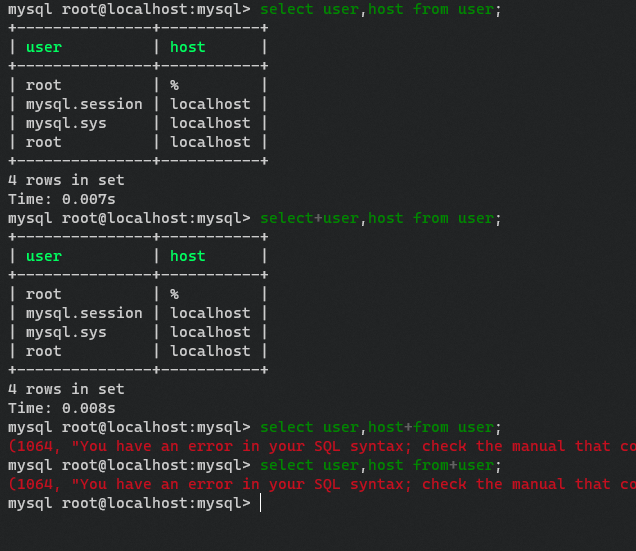 mysql root@localhost:mysql> select user,host from user;
+---------------+-----------+
| user          | host      |
+---------------+-----------+
| root          | %         |
| mysql.session | localhost |
| mysql.sys     | localhost |
| root          | localhost |
+---------------+-----------+
4 rows in set
Time: 0.007s
mysql root@localhost:mysql> select+user,host from user;
+---------------+-----------+
| user          | host      |
+---------------+-----------+
| root          | %         |
| mysql.session | localhost |
| mysql.sys     | localhost |
| root          | localhost |
+---------------+-----------+
4 rows in set
Time: 0.008s
mysql root@localhost:mysql> select user,host+from user;
(1064, "You have an error in your SQL syntax; check the manual that co
mysql root@localhost:mysql> select user,host from+user;
(1064, "You have an error in your SQL syntax; check the manual that co
mysql root@localhost:mysql>